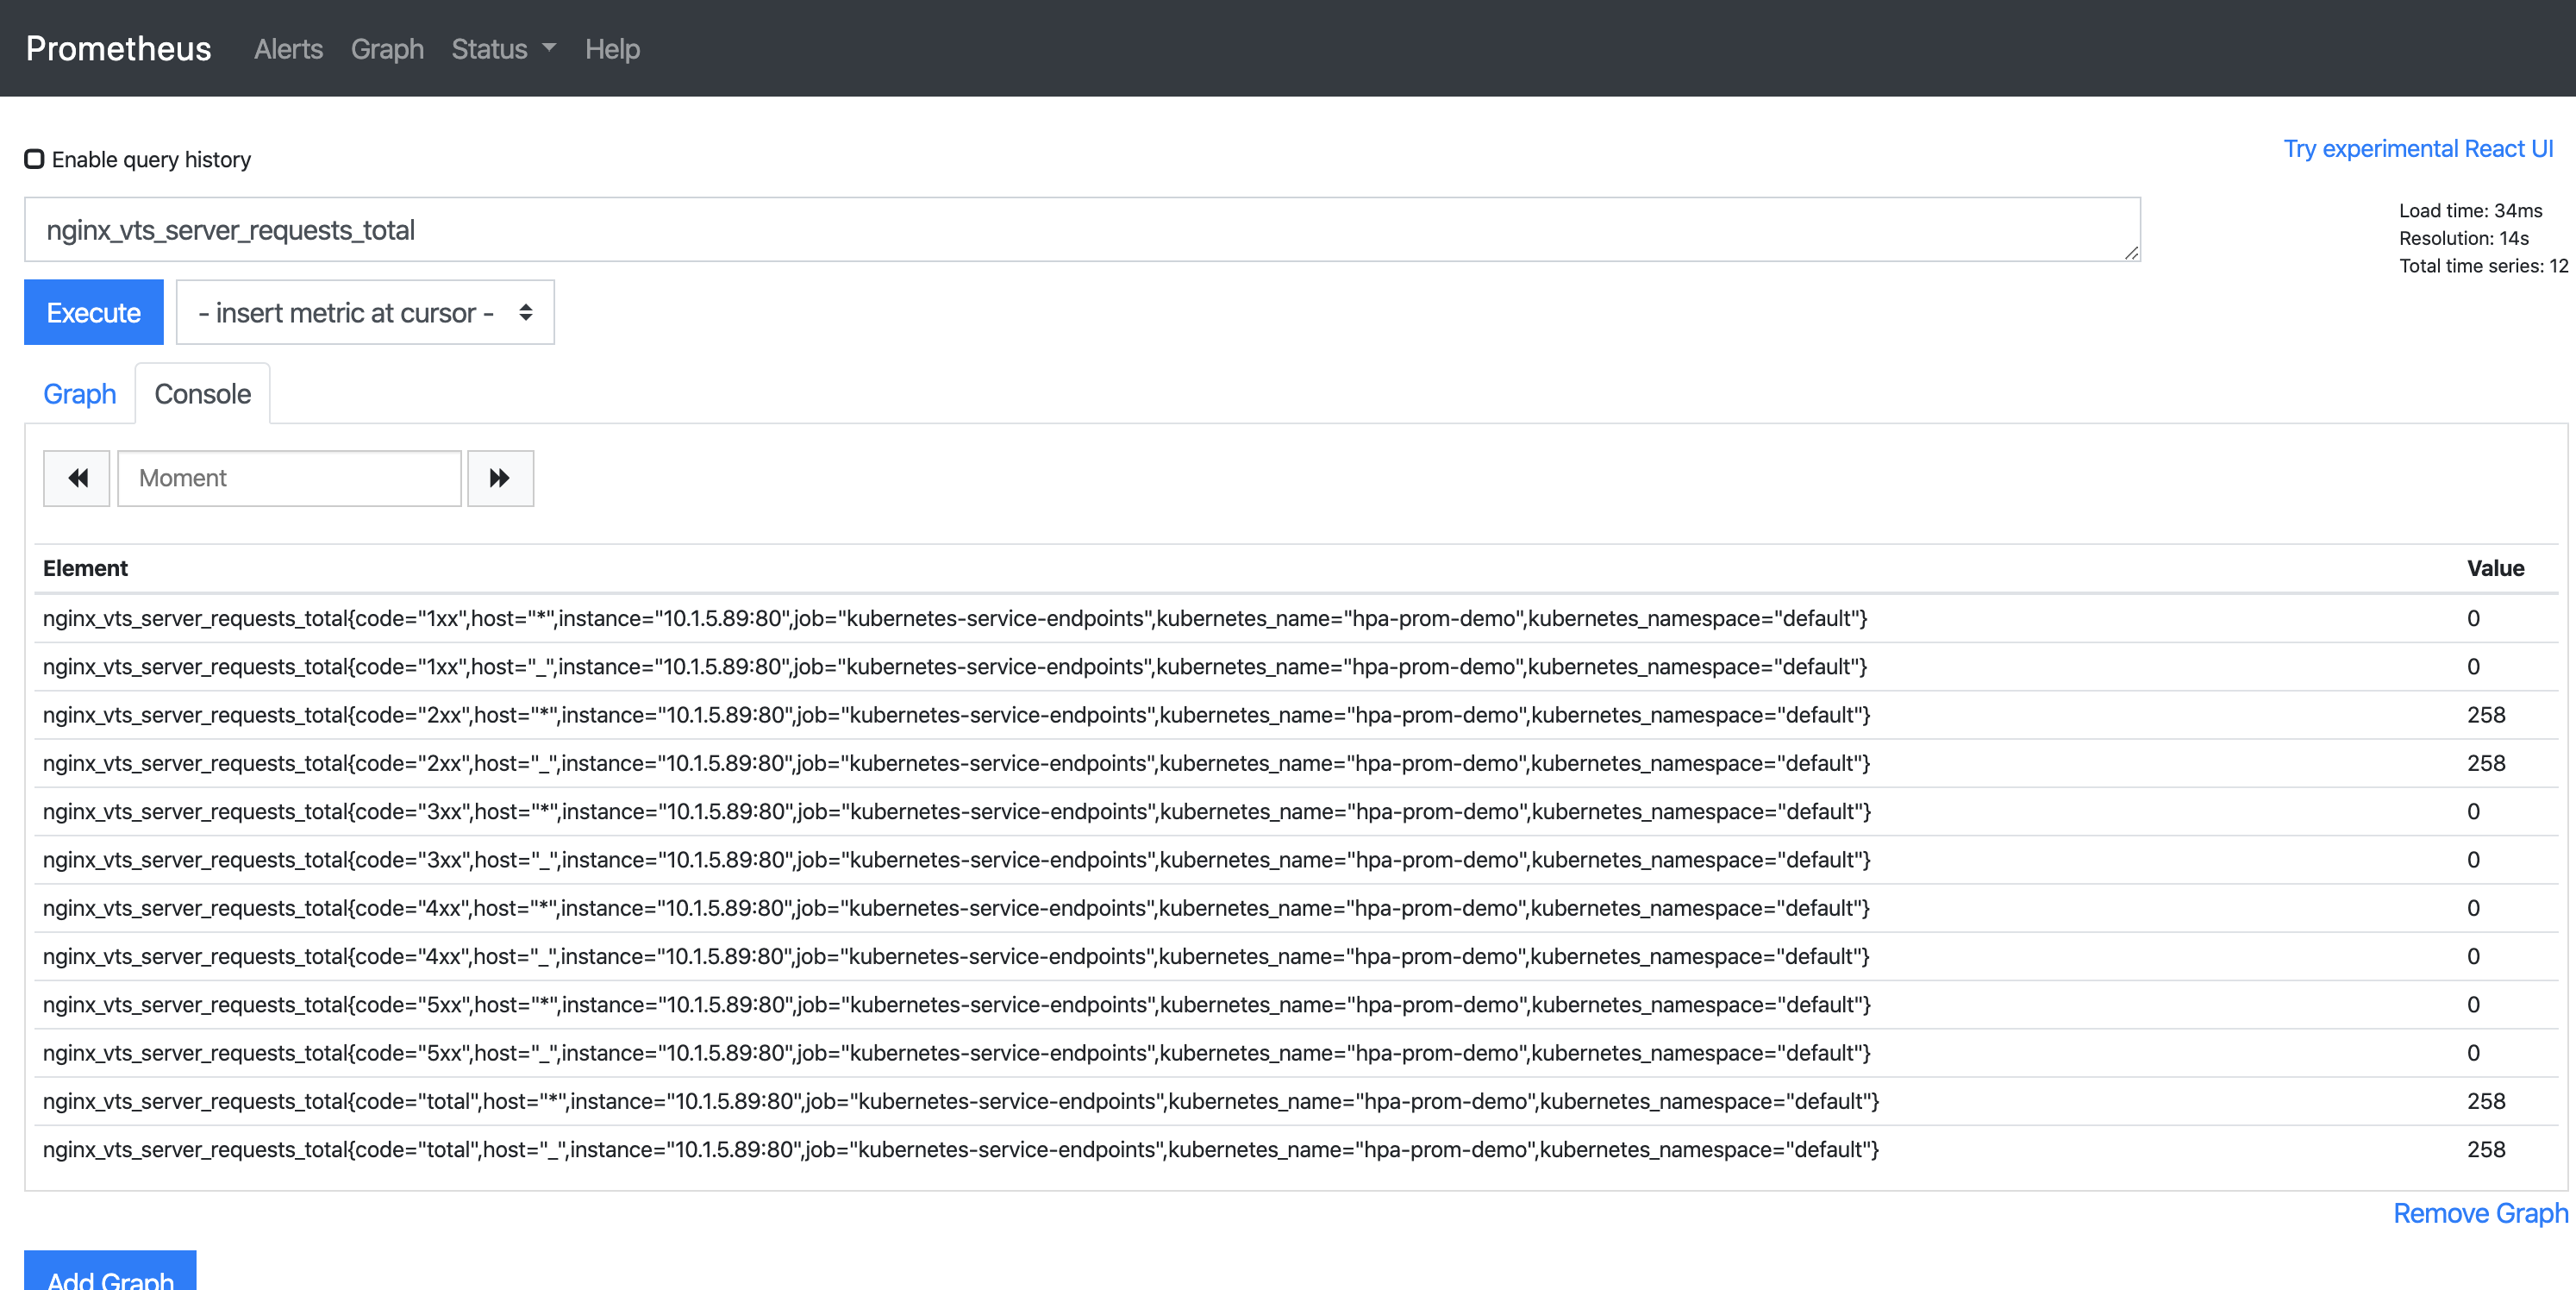 Prometheus Alerts Graph Status Help
Enable query history
Try experimental React UI
nginx_vts_server_requests_total
Load time: 34ms
Resolution: 14s
Total time series: 12
Execute - insert metric at cursor -
Graph Console
Moment
Element Value
nginx_vts_server_requests_total{code="1xx",host="*",instance="10.1.5.89:80",job="kubernetes-service-endpoints",kubernetes_name="hpa-prom-demo",kubernetes_namespace="default"} 0
nginx_vts_server_requests_total{code="1xx",host="_",instance="10.1.5.89:80",job="kubernetes-service-endpoints",kubernetes_name="hpa-prom-demo",kubernetes_namespace="default"} 0
nginx_vts_server_requests_total{code="2xx",host="*",instance="10.1.5.89:80",job="kubernetes-service-endpoints",kubernetes_name="hpa-prom-demo",kubernetes_namespace="default"} 258
nginx_vts_server_requests_total{code="2xx",host="_",instance="10.1.5.89:80",job="kubernetes-service-endpoints",kubernetes_name="hpa-prom-demo",kubernetes_namespace="default"} 258
nginx_vts_server_requests_total{code="3xx",host="*",instance="10.1.5.89:80",job="kubernetes-service-endpoints",kubernetes_name="hpa-prom-demo",kubernetes_namespace="default"} 0
nginx_vts_server_requests_total{code="3xx",host="_",instance="10.1.5.89:80",job="kubernetes-service-endpoints",kubernetes_name="hpa-prom-demo",kubernetes_namespace="default"} 0
nginx_vts_server_requests_total{code="4xx",host="*",instance="10.1.5.89:80",job="kubernetes-service-endpoints",kubernetes_name="hpa-prom-demo",kubernetes_namespace="default"} 0
nginx_vts_server_requests_total{code="4xx",host="_",instance="10.1.5.89:80",job="kubernetes-service-endpoints",kubernetes_name="hpa-prom-demo",kubernetes_namespace="default"} 0
nginx_vts_server_requests_total{code="5xx",host="*",instance="10.1.5.89:80",job="kubernetes-service-endpoints",kubernetes_name="hpa-prom-demo",kubernetes_namespace="default"} 0
nginx_vts_server_requests_total{code="5xx",host="_",instance="10.1.5.89:80",job="kubernetes-service-endpoints",kubernetes_name="hpa-prom-demo",kubernetes_namespace="default"} 0
nginx_vts_server_requests_total{code="total",host="*",instance="10.1.5.89:80",job="kubernetes-service-endpoints",kubernetes_name="hpa-prom-demo",kubernetes_namespace="default"} 258
nginx_vts_server_requests_total{code="total",host="_",instance="10.1.5.89:80",job="kubernetes-service-endpoints",kubernetes_name="hpa-prom-demo",kubernetes_namespace="default"} 258
Remove Graph
Add Graph